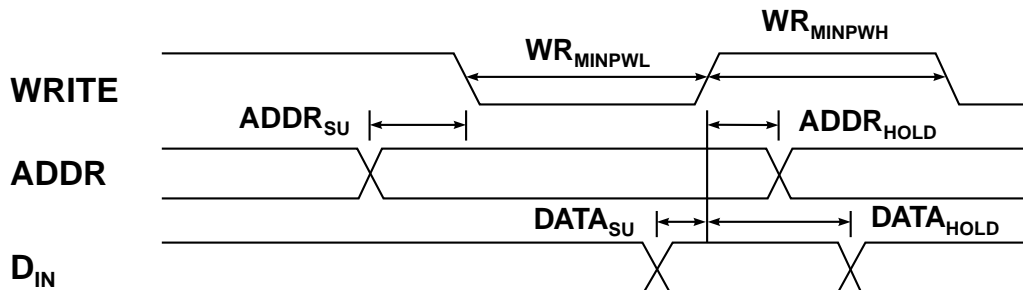 WR_MINPWH
WR_MINPWL
WRITE
ADDR_SU
ADDR_HOLD
ADDR
DATA_SU
DATA_HOLD
D_IN